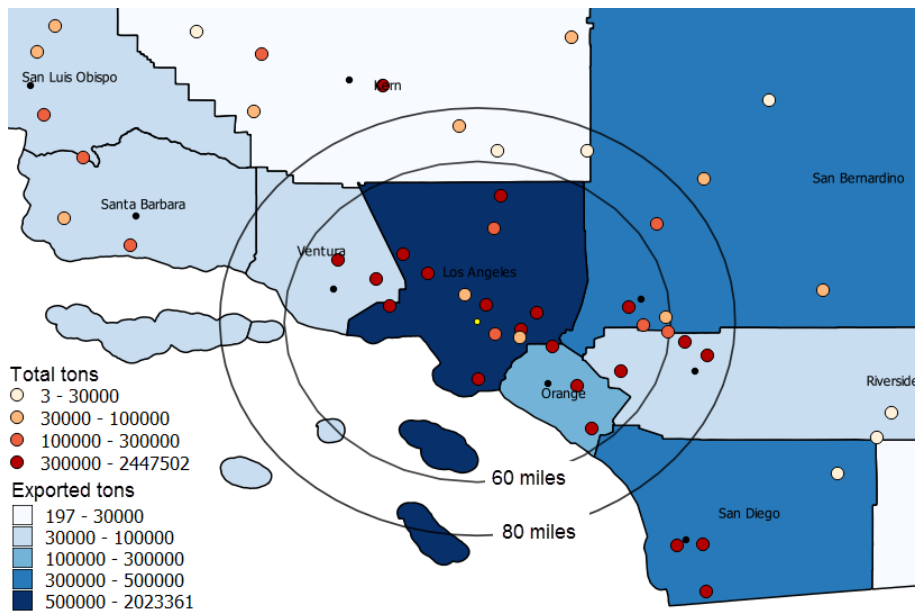 San Luis Obispo
Kern
San Bernardino
Santa Barbara
Ventura
Los Angeles
Orange
Riverside
San Diego
60 miles
80 miles
Total tons
3 - 30000
30000 - 100000
100000 - 300000
300000 - 2447502
Exported tons
197 - 30000
30000 - 100000
100000 - 300000
300000 - 500000
500000 - 2023361